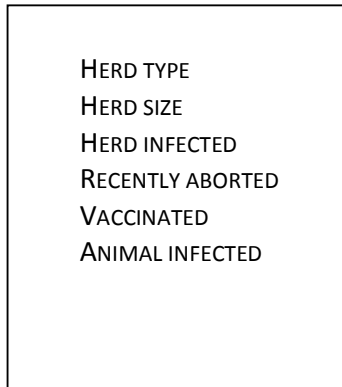 HERD TYPE
HERD SIZE
HERD INFECTED
RECENTLY ABORTED
VACCINATED
ANIMAL INFECTED